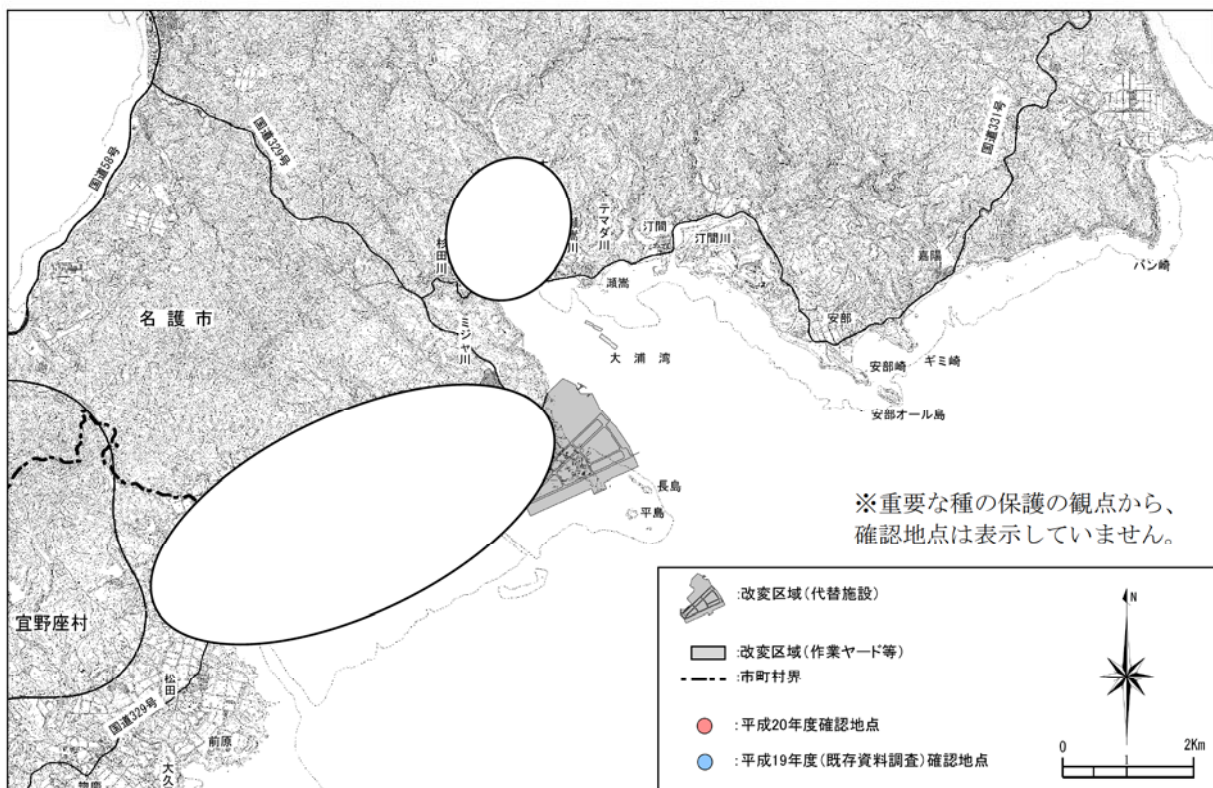 国道58号
国道329号
国道331号
杉田川
テマダ川
汀間
汀間川
瀬嵩
嘉陽
バン崎
名護市
ミジャ川
大浦湾
安部
安部崎
ギミ崎
安部オール島
長島
平島
※重要な種の保護の観点から、
確認地点は表示していません。
宜野座村
松田
国道329号
前原
大久
惣慶
:改変区域(代替施設)
:改変区域(作業ヤード等)
:市町村界
:平成20年度確認地点
:平成19年度(既存資料調査)確認地点
N
0
2Km